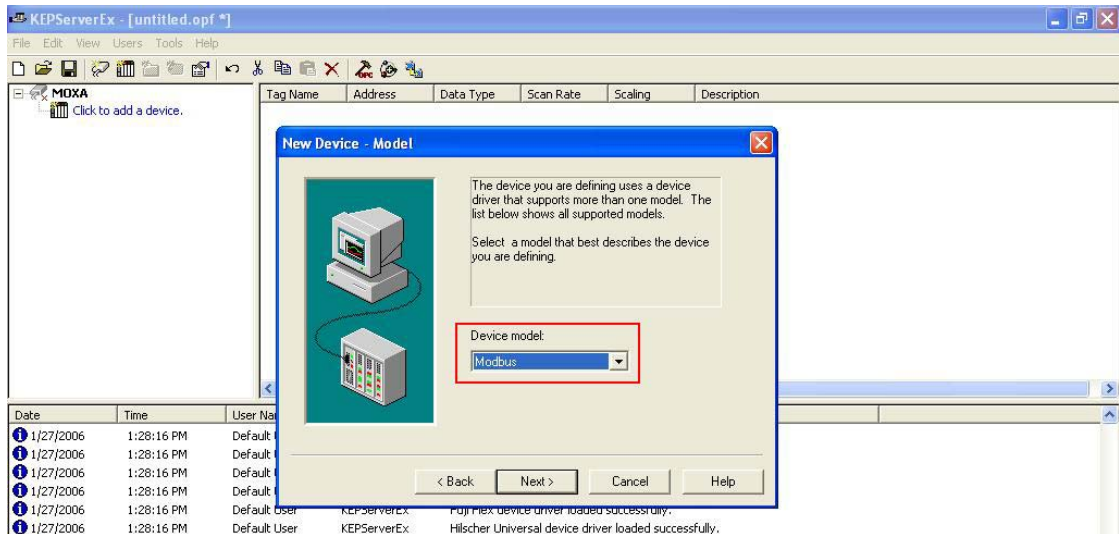 KEPServerEx - [untitled.opf *]
File Edit View Users Tools Help
MOXA
Click to add a device.
Tag Name Address Data Type Scan Rate Scaling Description
New Device - Model
The device you are defining uses a device
driver that supports more than one model. The
list below shows all supported models.
Select a model that best describes the device
you are defining.
Device model:
Modbus
< Back Next > Cancel Help
Date Time User Na
1/27/2006 1:28:16 PM Default
1/27/2006 1:28:16 PM Default
1/27/2006 1:28:16 PM Default
1/27/2006 1:28:16 PM Default
1/27/2006 1:28:16 PM Default User KEPServerEx Fuji Flex device driver loaded successfully.
1/27/2006 1:28:16 PM Default User KEPServerEx Hilscher Universal device driver loaded successfully.